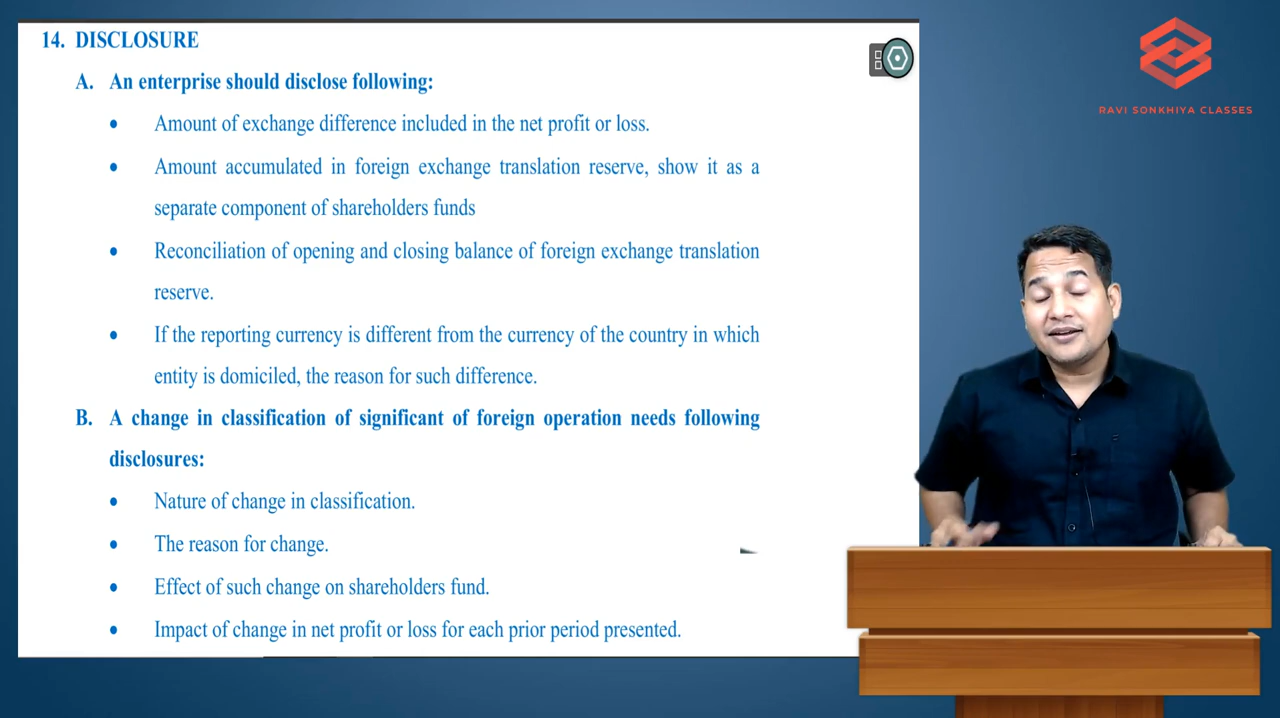 14. DISCLOSURE
A. An enterprise should disclose following:
• Amount of exchange difference included in the net profit or loss.
• Amount accumulated in foreign exchange translation reserve, show it as a
separate component of shareholders funds
• Reconciliation of opening and closing balance of foreign exchange translation
reserve.
• If the reporting currency is different from the currency of the country in which
entity is domiciled, the reason for such difference.
B. A change in classification of significant of foreign operation needs following
disclosures:
• Nature of change in classification.
• The reason for change.
• Effect of such change on shareholders fund.
• Impact of change in net profit or loss for each prior period presented.
RAVI SONKHIYA CLASSES